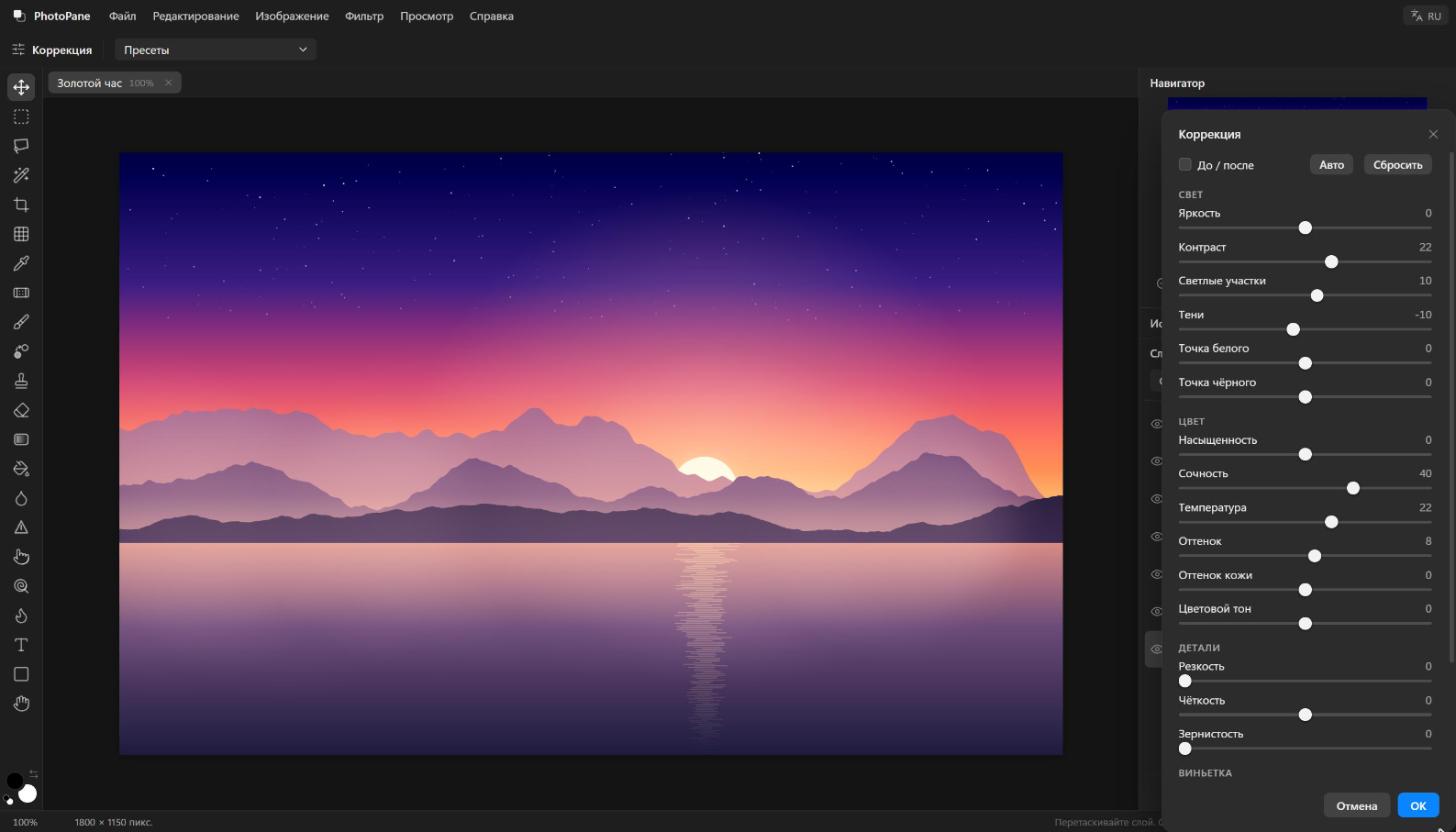 PhotoPane Файл Редактирование Изображение Фильтр Просмотр Справка RU
Коррекция Пресеты
Золотой час 100%
Навигатор
Коррекция
До / после Авто Сбросить
СВЕТ
Яркость 0
Контраст 22
Светлые участки 10
Тени -10
Точка белого 0
Точка чёрного 0
ЦВЕТ
Насыщенность 0
Сочность 40
Температура 22
Оттенок 8
Оттенок кожи 0
Цветовой тон 0
ДЕТАЛИ
Резкость 0
Чёткость 0
Зернистость 0
ВИНЬЕТКА
Отмена OK
100% 1800 × 1150 пикс. Перетаскивайте слой.